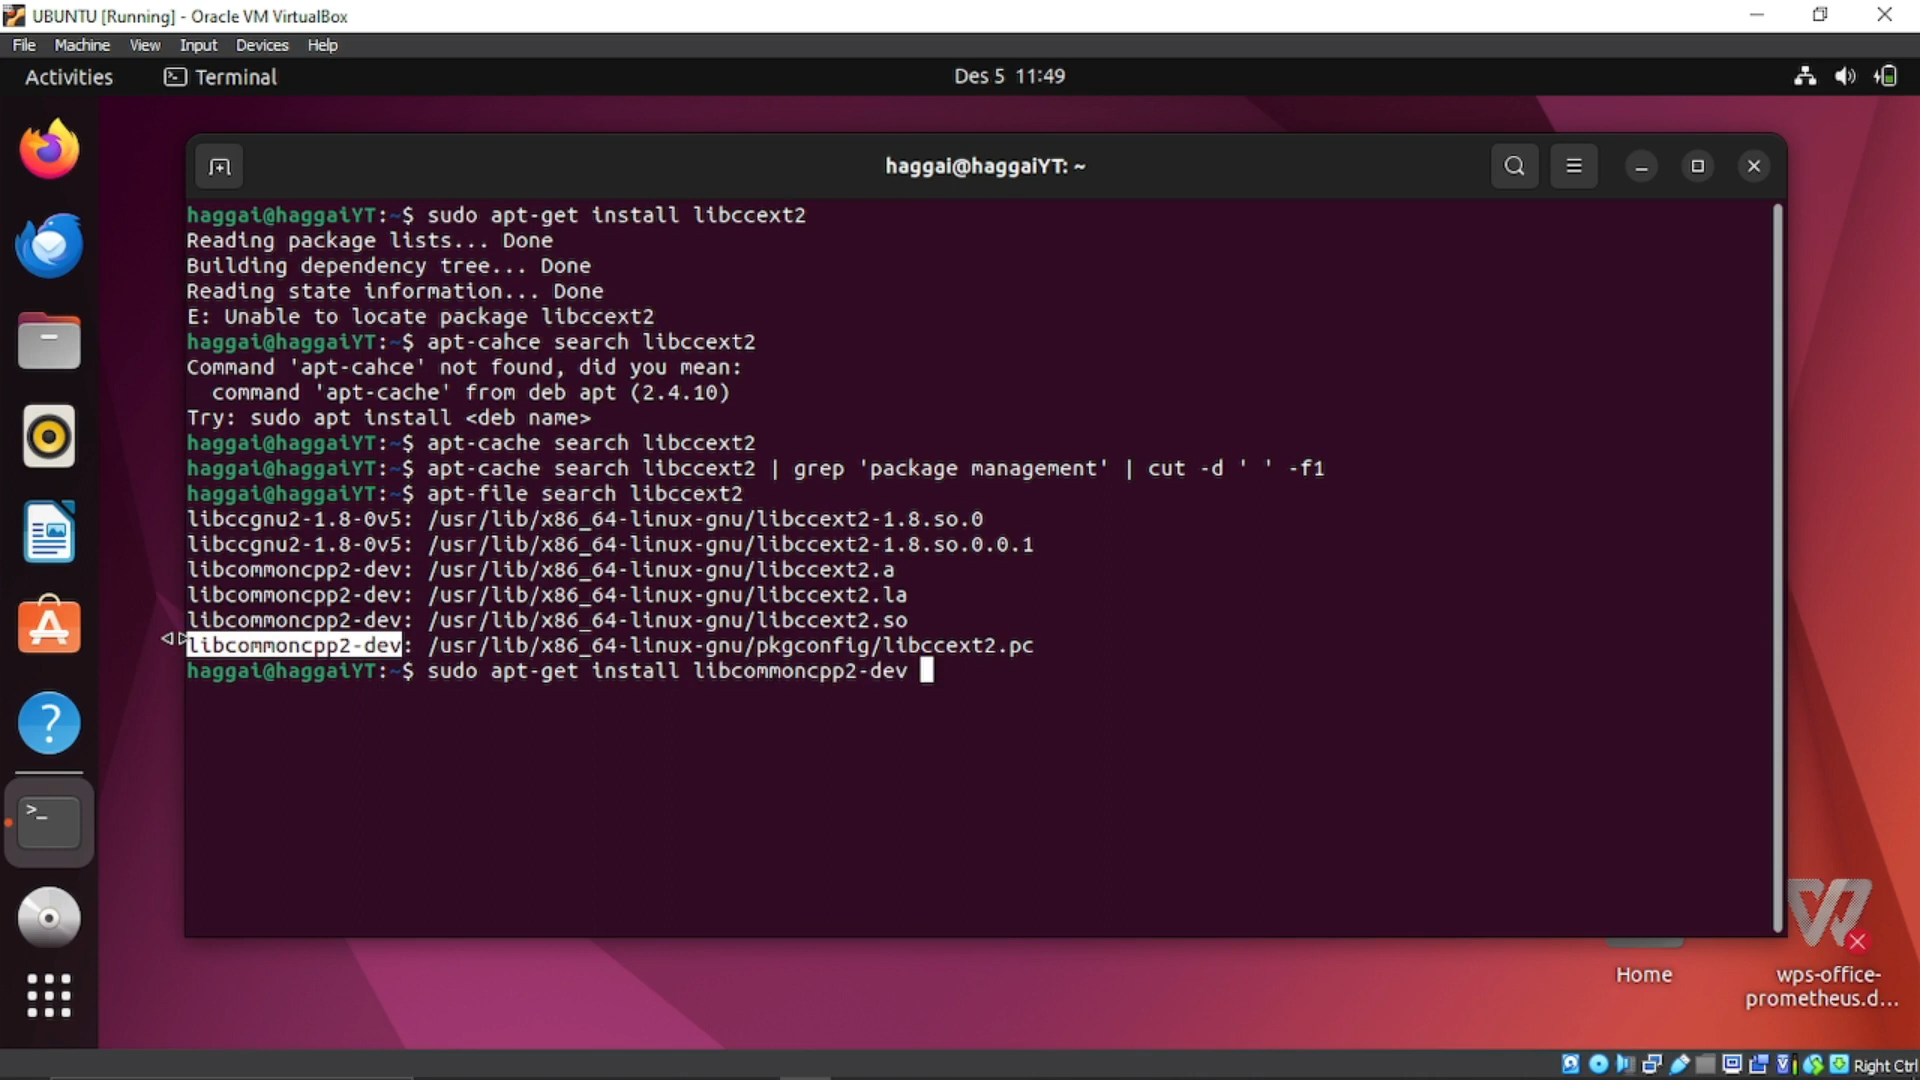 UBUNTU [Running] - Oracle VM VirtualBox
File Machine View Input Devices Help
Activities Terminal Des 5 11:49
haggai@haggaiYT: ~
haggai@haggaiYT:~$ sudo apt-get install libccext2
Reading package lists... Done
Building dependency tree... Done
Reading state information... Done
E: Unable to locate package libccext2
haggai@haggaiYT:~$ apt-cahce search libccext2
Command 'apt-cahce' not found, did you mean:
command 'apt-cache' from deb apt (2.4.10)
Try: sudo apt install <deb name>
haggai@haggaiYT:~$ apt-cache search libccext2
haggai@haggaiYT:~$ apt-cache search libccext2 | grep 'package management' | cut -d ' ' -f1
haggai@haggaiYT:~$ apt-file search libccext2
libccgnu2-1.8-0v5: /usr/lib/x86_64-linux-gnu/libccext2-1.8.so.0
libccgnu2-1.8-0v5: /usr/lib/x86_64-linux-gnu/libccext2-1.8.so.0.0.1
libcommoncpp2-dev: /usr/lib/x86_64-linux-gnu/libccext2.a
libcommoncpp2-dev: /usr/lib/x86_64-linux-gnu/libccext2.la
libcommoncpp2-dev: /usr/lib/x86_64-linux-gnu/libccext2.so
libcommoncpp2-dev: /usr/lib/x86_64-linux-gnu/pkgconfig/libccext2.pc
haggai@haggaiYT:~$ sudo apt-get install libcommoncpp2-dev
Home
wps-office-
prometheus.d...
Right Ctrl